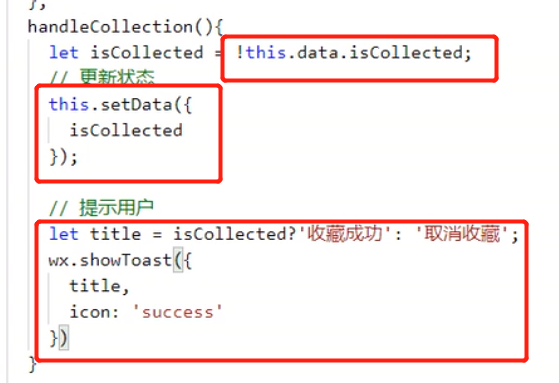 },
handleCollection(){
let isCollected = !this.data.isCollected;
// 更新状态
this.setData({
isCollected
});
// 提示用户
let title = isCollected?'收藏成功': '取消收藏';
wx.showToast({
title,
icon: 'success'
})
}